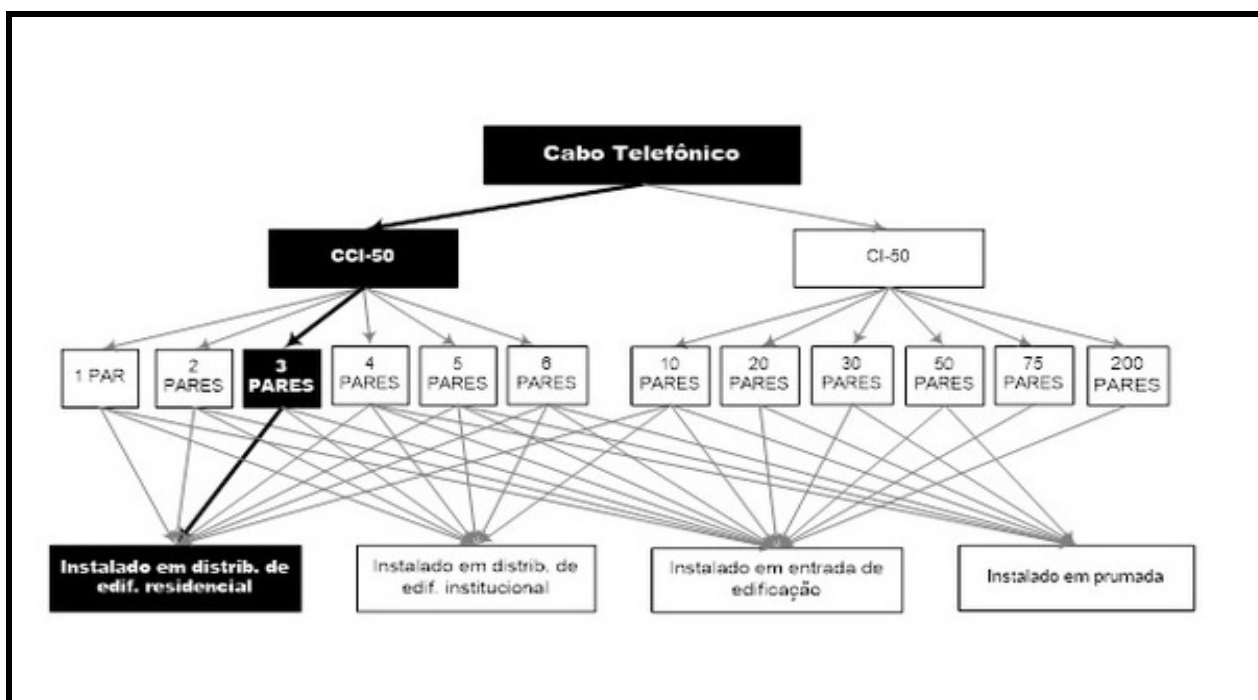 Cabo Telefônico
CCI-50
CI-50
1 PAR
2
PARES
3
PARES
4
PARES
5
PARES
6
PARES
10
PARES
20
PARES
30
PARES
50
PARES
75
PARES
200
PARES
Instalado em distrib. de
edif. residencial
Instalado em distrib. de
edif. institucional
Instalado em entrada de
edificação
Instalado em prumada